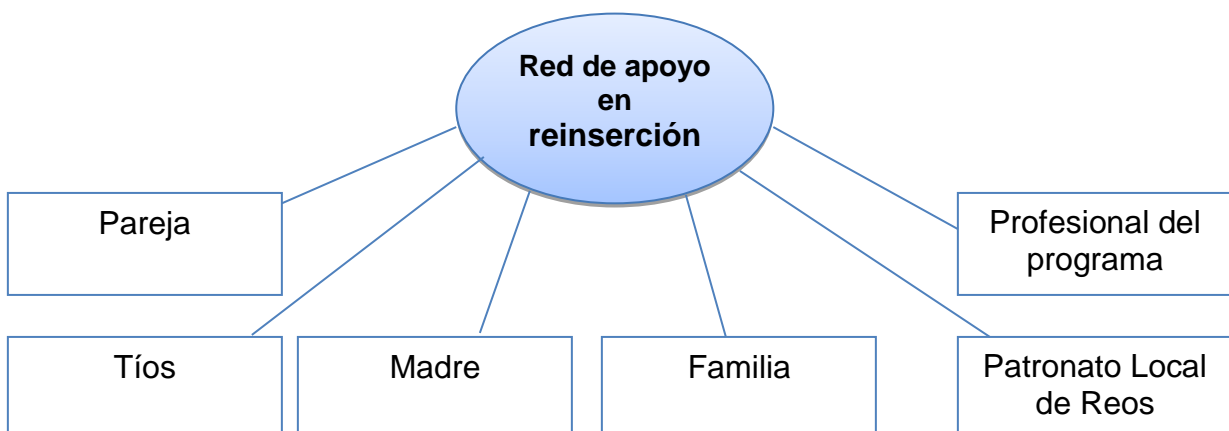 Red de apoyo
en
reinserción
Pareja
Profesional del
programa
Tíos
Madre
Familia
Patronato Local
de Reos